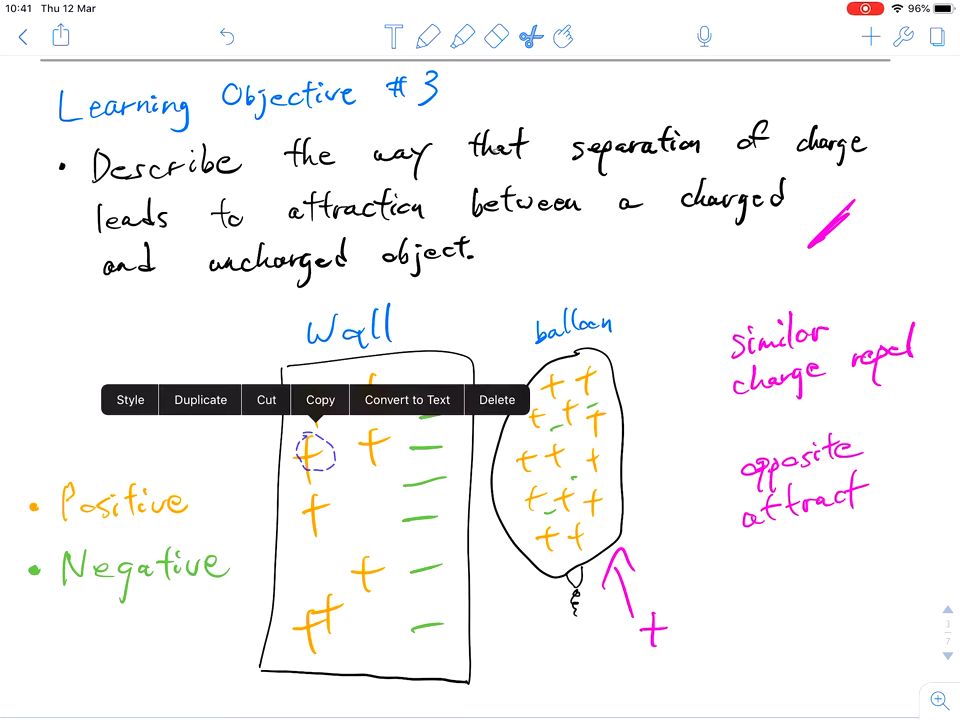 10:41 Thu 12 Mar
96%
T
Learning Objective #3
• Describe the way that separation of charge
leads to attraction between a charged
and uncharged object.
Wall
balloon
similar
charge repel
Style Duplicate Cut Copy Convert to Text Delete
opposite
attract
• Positive
• Negative
+ + + + + + +
− − − − − −
+ +
+ + +
+ + +
+ + +
+ +
+
3
7